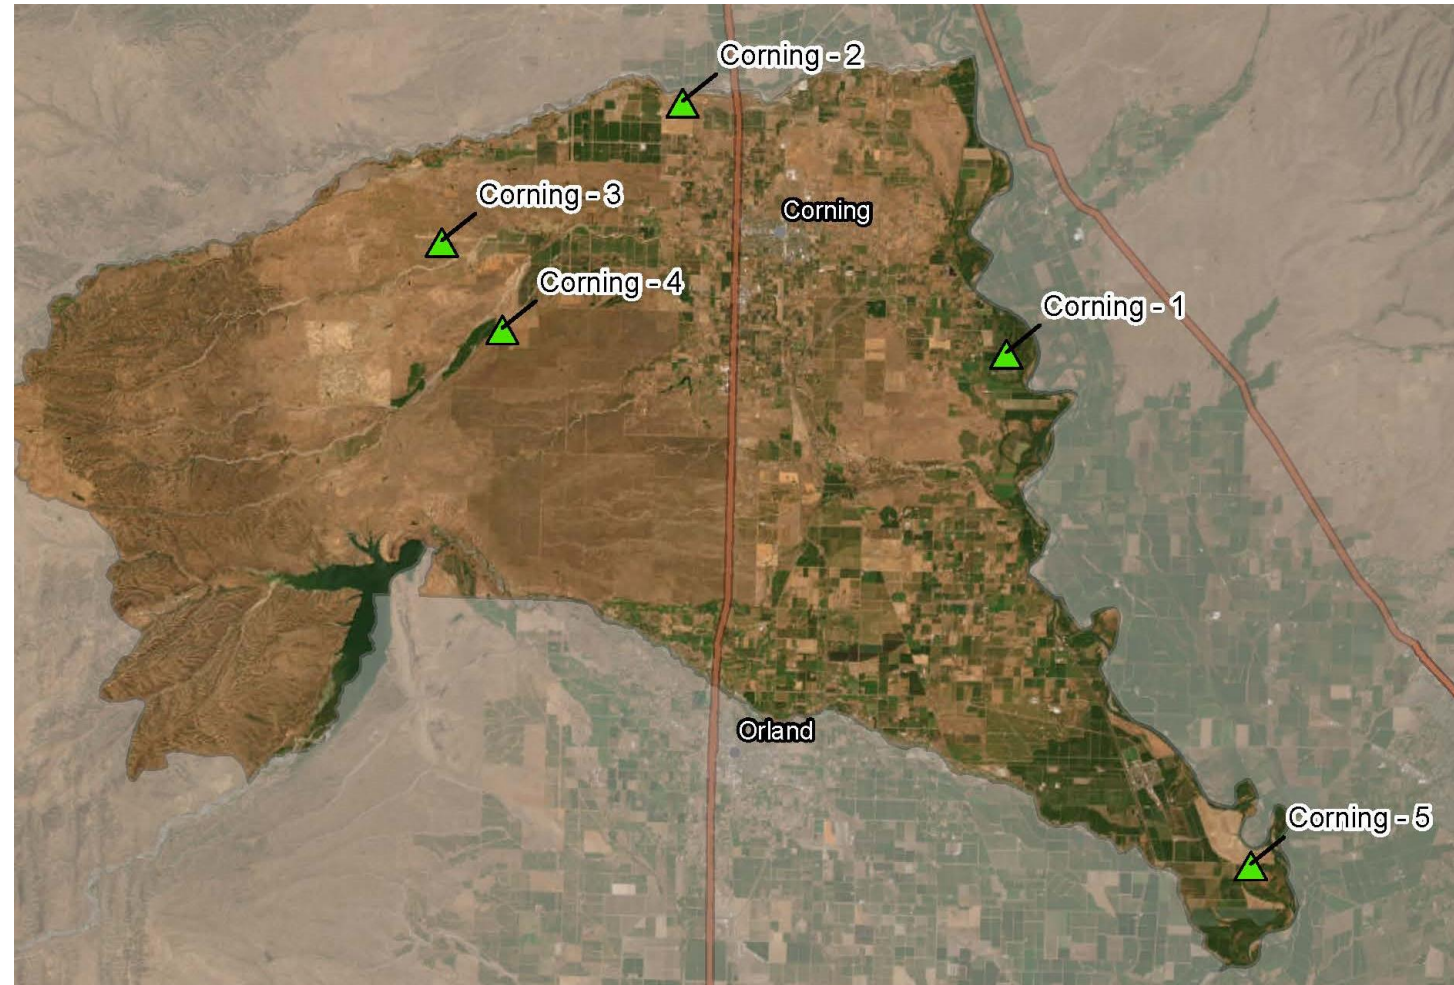 Corning - 2
Corning - 3
Corning
Corning - 4
Corning - 1
Orland
Corning - 5